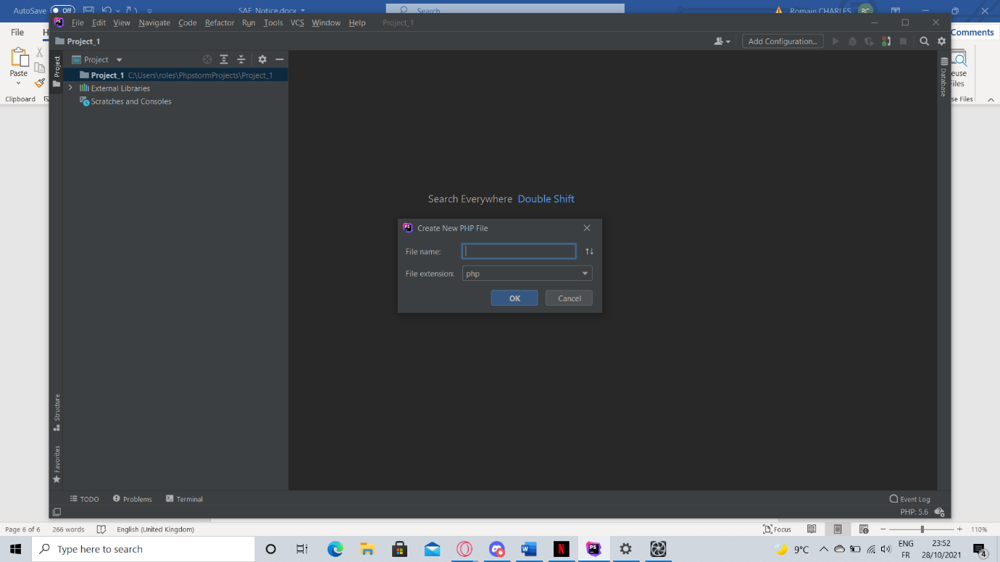 AutoSave Off SAE_Notice.docx Search Romain CHARLES RC
File Edit View Navigate Code Refactor Run Tools VCS Window Help Project_1
File H Comments
Project_1 Add Configuration...
Project
Project_1 C:\Users\roles\PhpstormProjects\Project_1
External Libraries
Scratches and Consoles
Project
Database
Paste
Clipboard
euse
Files
se Files
Search Everywhere Double Shift
PS Create New PHP File
File name:
File extension: php
OK Cancel
Structure
Favorites
TODO Problems Terminal Event Log
PHP: 5.6
Page 6 of 6 266 words English (United Kingdom) Focus 110%
Type here to search 9°C ENG 23:52
FR 28/10/2021 4